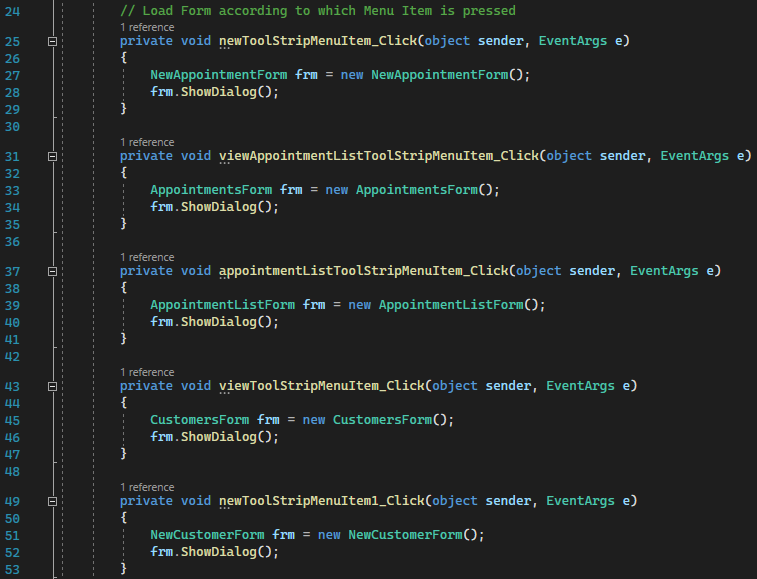 24 // Load Form according to which Menu Item is pressed
1 reference
25 private void newToolStripMenuItem_Click(object sender, EventArgs e)
26 {
27 NewAppointmentForm frm = new NewAppointmentForm();
28 frm.ShowDialog();
29 }
30
1 reference
31 private void viewAppointmentListToolStripMenuItem_Click(object sender, EventArgs e)
32 {
33 AppointmentsForm frm = new AppointmentsForm();
34 frm.ShowDialog();
35 }
36
1 reference
37 private void appointmentListToolStripMenuItem_Click(object sender, EventArgs e)
38 {
39 AppointmentListForm frm = new AppointmentListForm();
40 frm.ShowDialog();
41 }
42
1 reference
43 private void viewToolStripMenuItem_Click(object sender, EventArgs e)
44 {
45 CustomersForm frm = new CustomersForm();
46 frm.ShowDialog();
47 }
48
1 reference
49 private void newToolStripMenuItem1_Click(object sender, EventArgs e)
50 {
51 NewCustomerForm frm = new NewCustomerForm();
52 frm.ShowDialog();
53 }